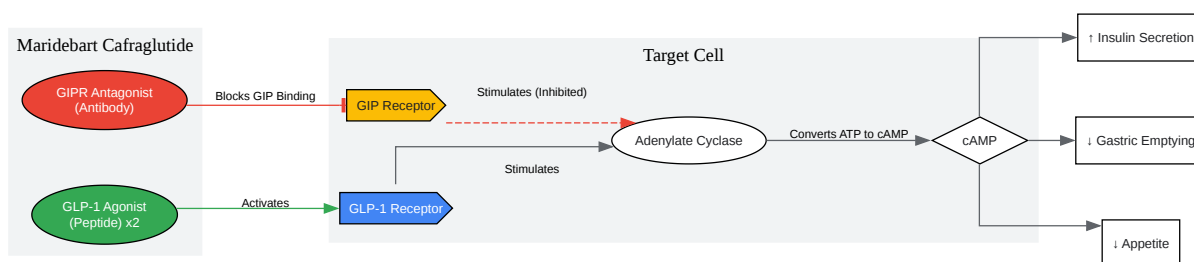 Maridebart Cafraglutide
GIPR Antagonist
(Antibody)
GLP-1 Agonist
(Peptide) x2
Blocks GIP Binding
Activates
Target Cell
GIP Receptor
GLP-1 Receptor
Stimulates (Inhibited)
Stimulates
Adenylate Cyclase
Converts ATP to cAMP
cAMP
↑ Insulin Secretion
↓ Gastric Emptying
↓ Appetite